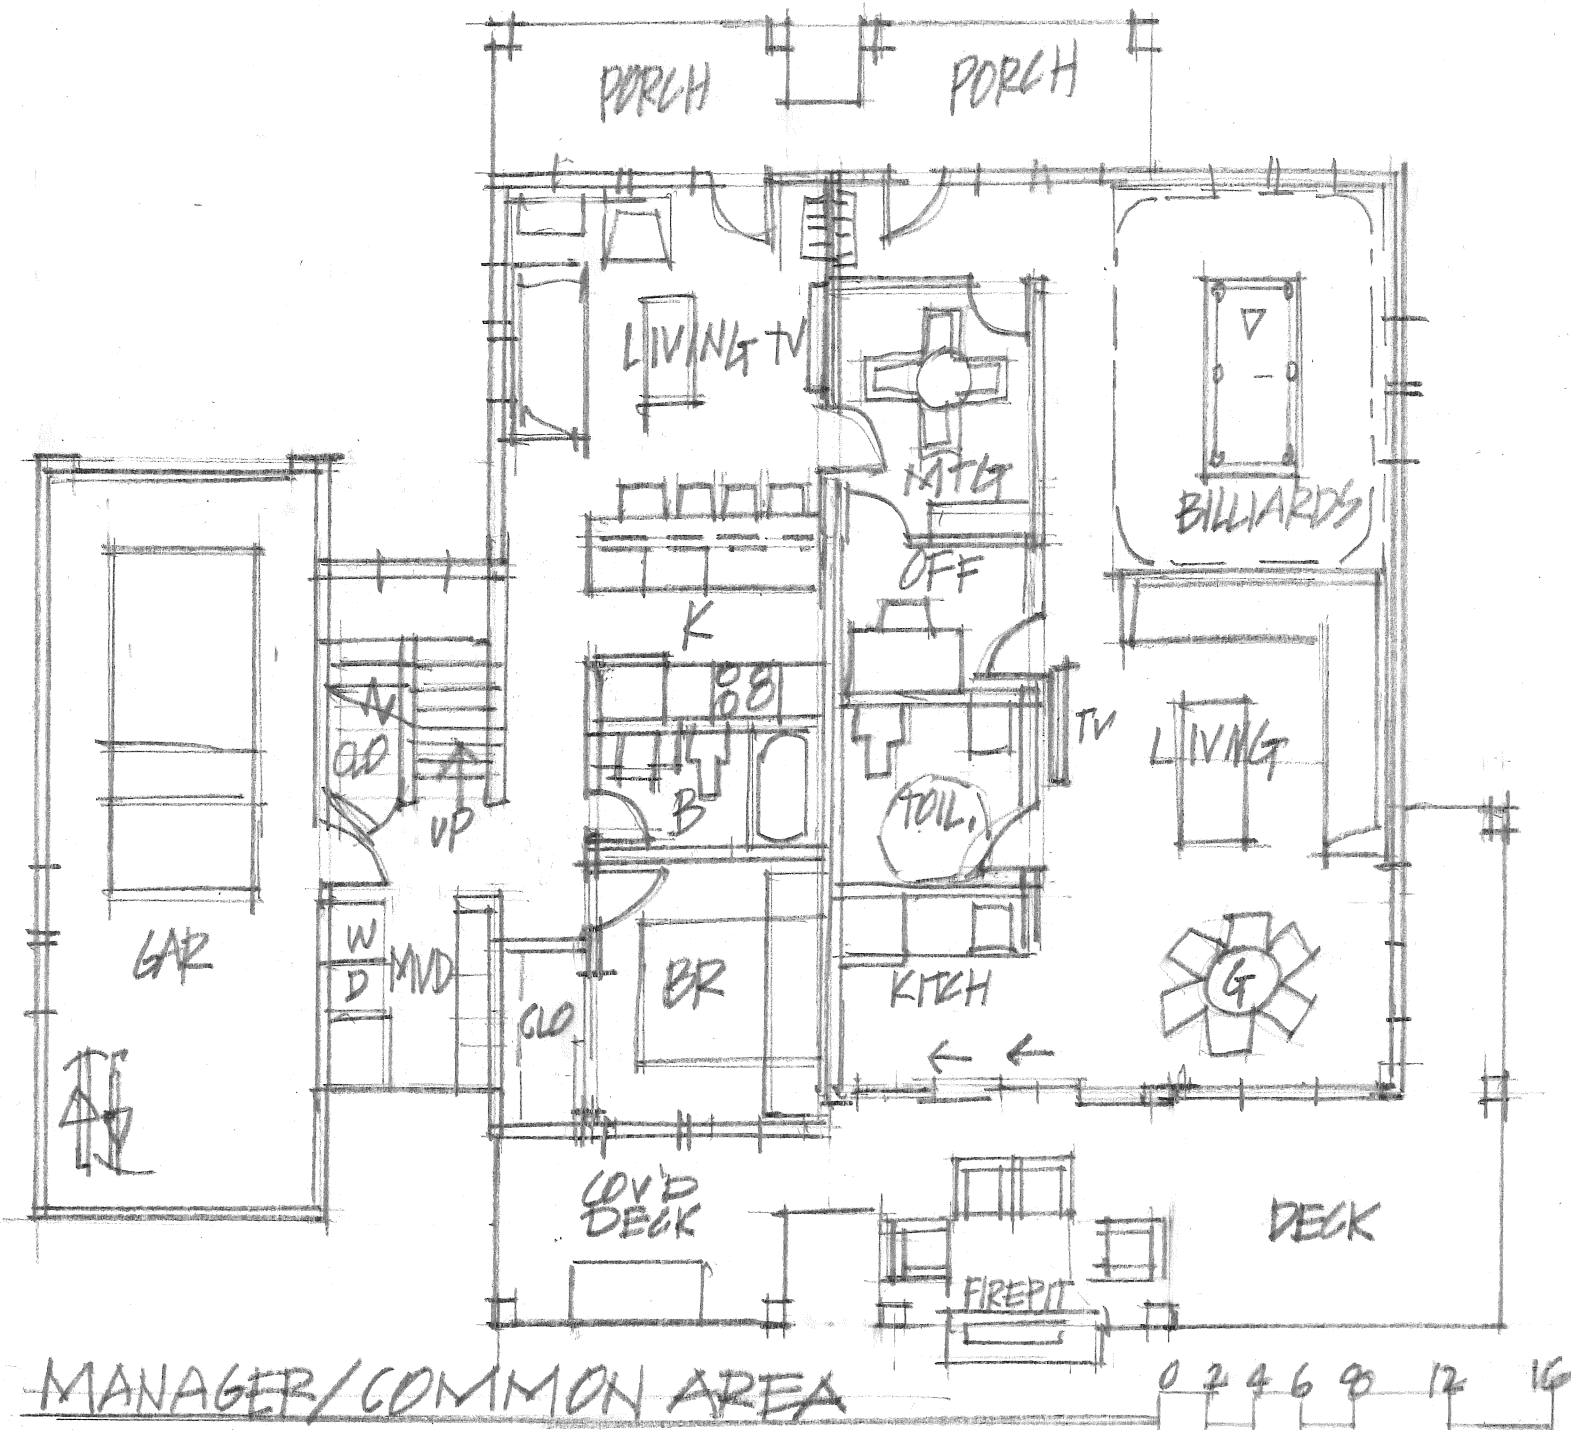 PORCH
PORCH
LIVING TV
MTG
BILLIARDS
OFF
K
UP
B
TOIL.
TV
LIVING
GAR
W
D
MUD
CLO
BR
KITCH
G
COV'D
DECK
FIREPIT
DECK
MANAGER/COMMON AREA
0 2 4 6 8 12 16